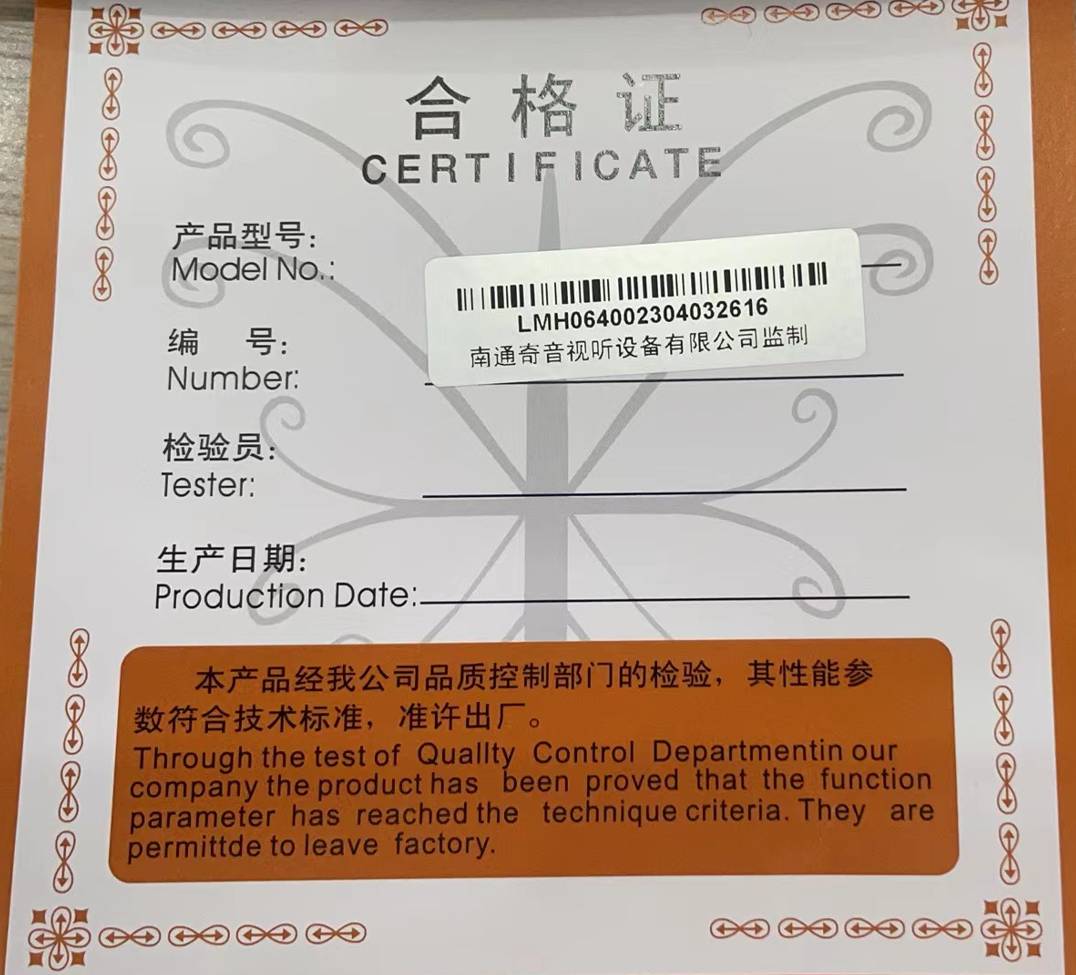 合格证
CERTIFICATE
产品型号:
Model No.:
LMH064002304032616
南通奇音视听设备有限公司监制
编 号:
Number:
检验员:
Tester:
生产日期:
Production Date:
本产品经我公司品质控制部门的检验，其性能参
数符合技术标准，准许出厂。
Through the test of Quallty Control Departmentin our
company the product has been proved that the function
parameter has reached the technique criteria. They are
permittde to leave factory.